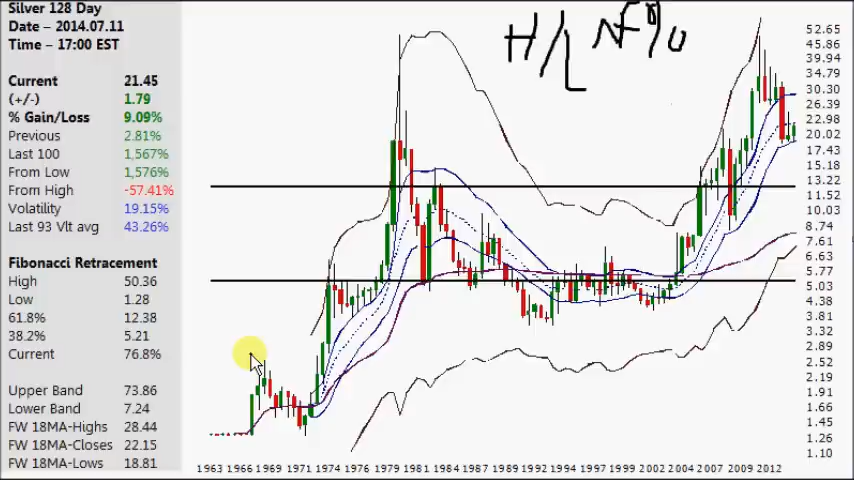 Silver 128 Day
Date – 2014.07.11
Time – 17:00 EST
Current 21.45
(+/-) 1.79
% Gain/Loss 9.09%
Previous 2.81%
Last 100 1,567%
From Low 1,576%
From High -57.41%
Volatility 19.15%
Last 93 Vlt avg 43.26%
Fibonacci Retracement
High 50.36
Low 1.28
61.8% 12.38
38.2% 5.21
Current 76.8%
Upper Band 73.86
Lower Band 7.24
FW 18MA-Highs 28.44
FW 18MA-Closes 22.15
FW 18MA-Lows 18.81
H/L
52.65
45.86
39.94
34.79
30.30
26.39
22.98
20.02
17.43
15.18
13.22
11.52
10.03
8.74
7.61
6.63
5.77
5.03
4.38
3.81
3.32
2.89
2.52
2.19
1.91
1.66
1.45
1.26
1.10
1963 1966 1969 1971 1974 1976 1979 1981 1984 1987 1989 1992 1994 1997 1999 2002 2004 2007 2009 2012